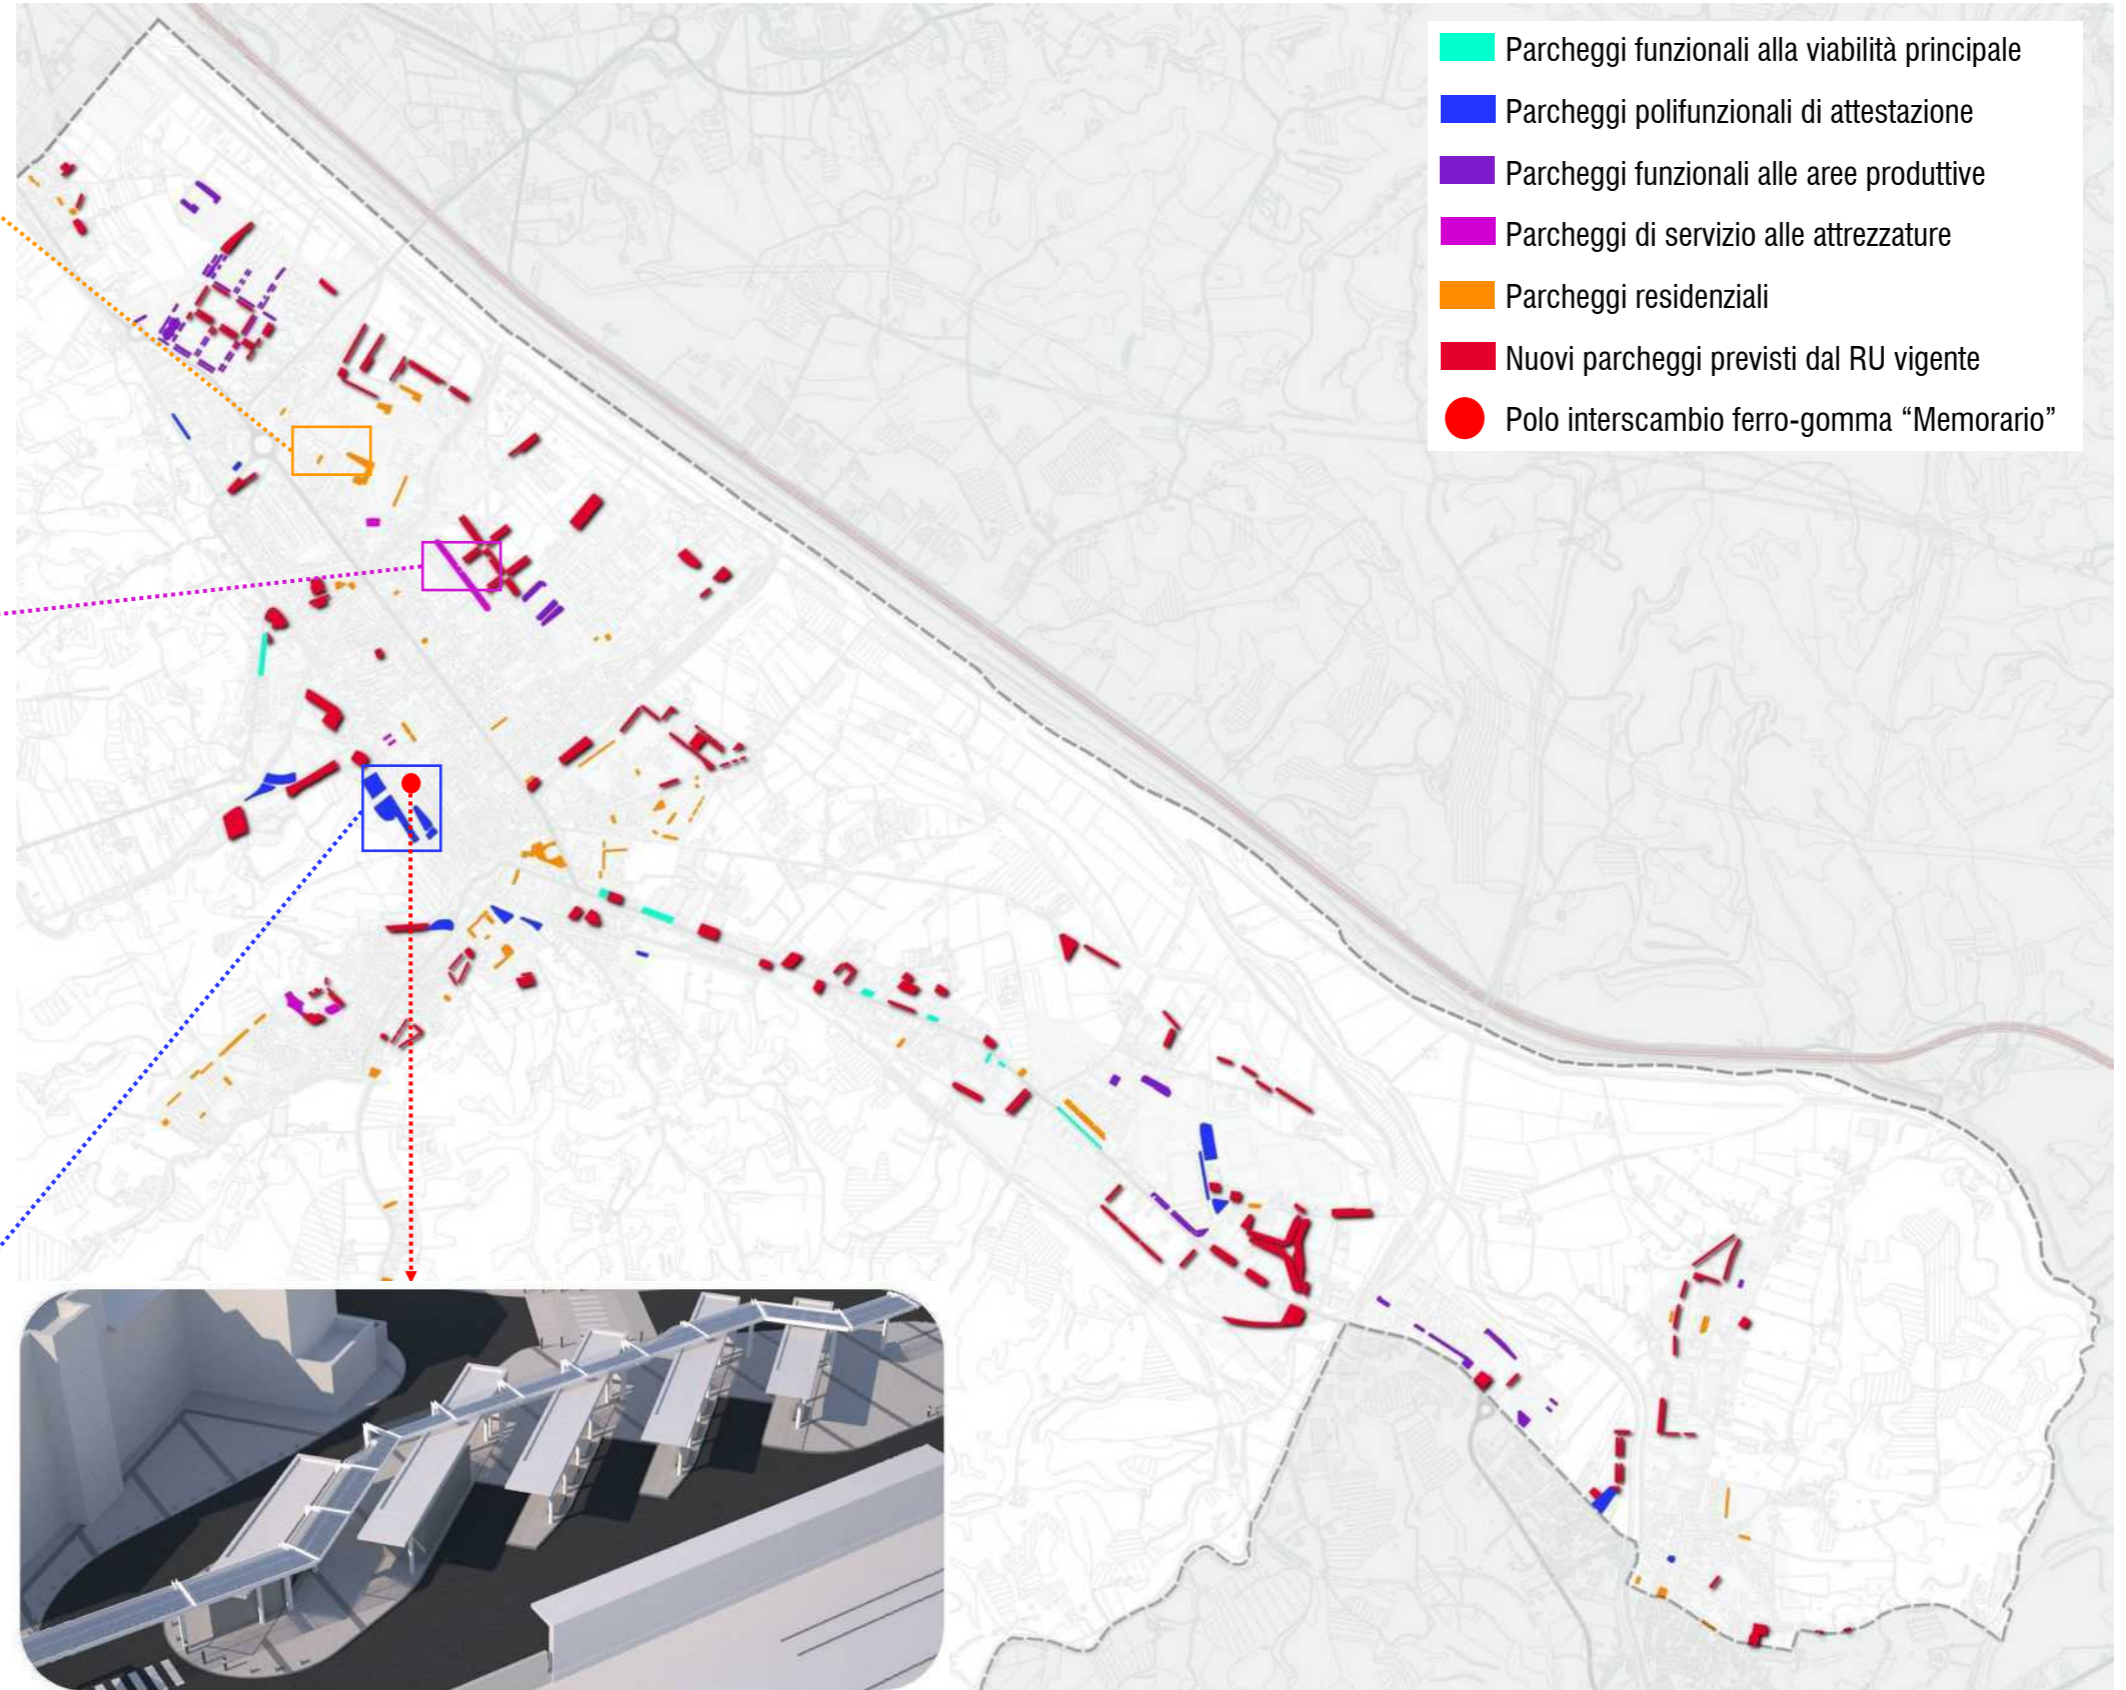 Parcheggi funzionali alla viabilità principale
Parcheggi polifunzionali di attestazione
Parcheggi funzionali alle aree produttive
Parcheggi di servizio alle attrezzature
Parcheggi residenziali
Nuovi parcheggi previsti dal RU vigente
Polo interscambio ferro-gomma “Memorario”